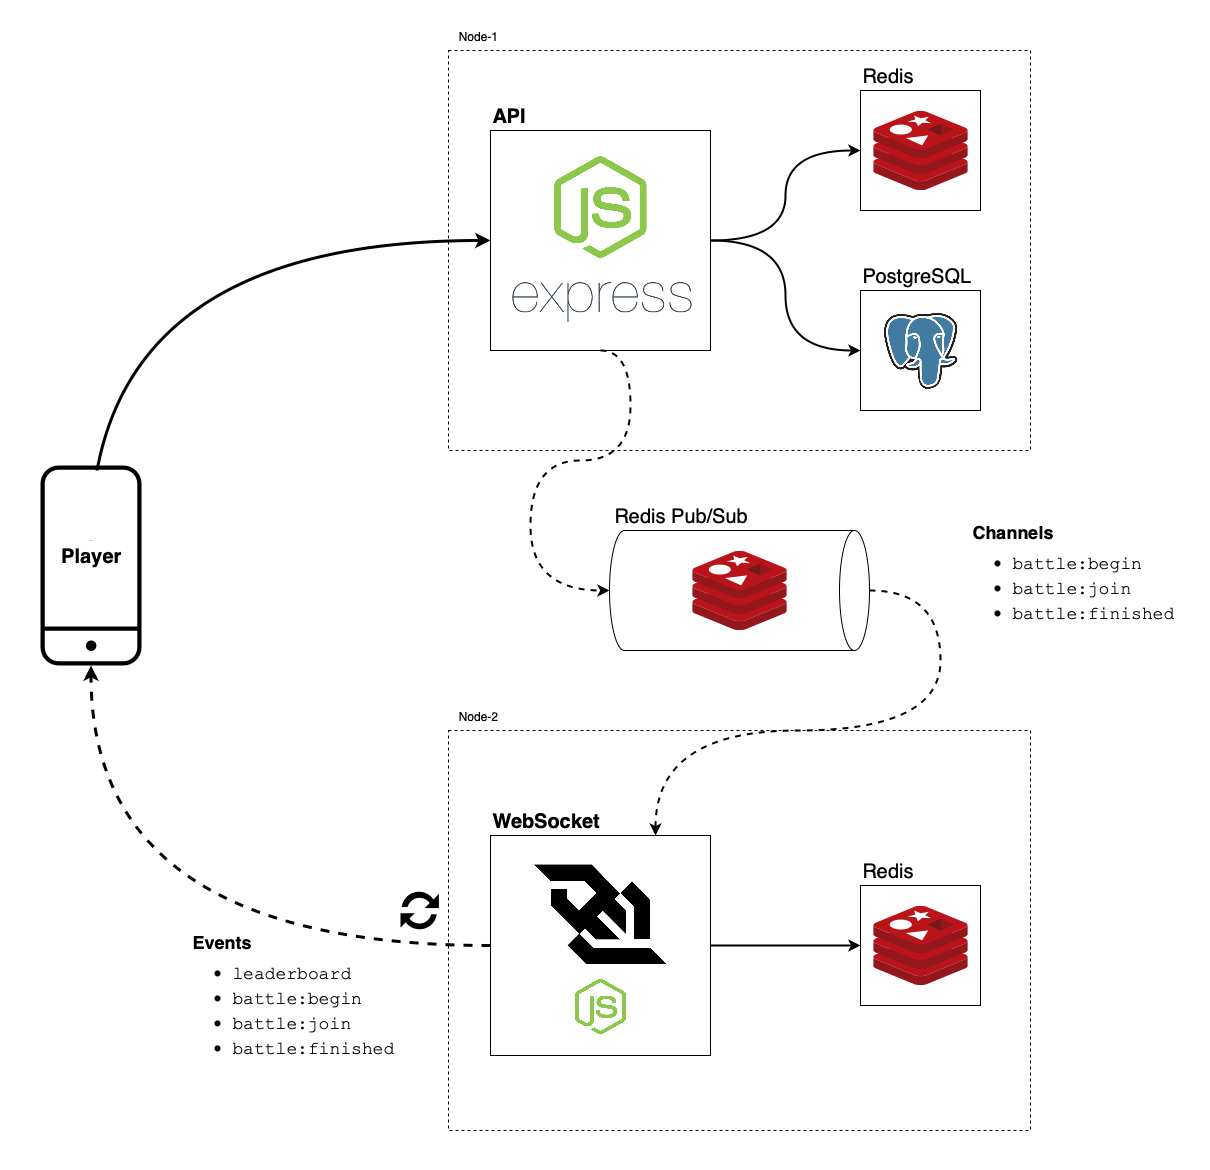 Node-1
Redis
API
JS
express
PostgreSQL
Player
Redis Pub/Sub
Channels
battle:begin
battle:join
battle:finished
Node-2
WebSocket
Redis
JS
Events
leaderboard
battle:begin
battle:join
battle:finished